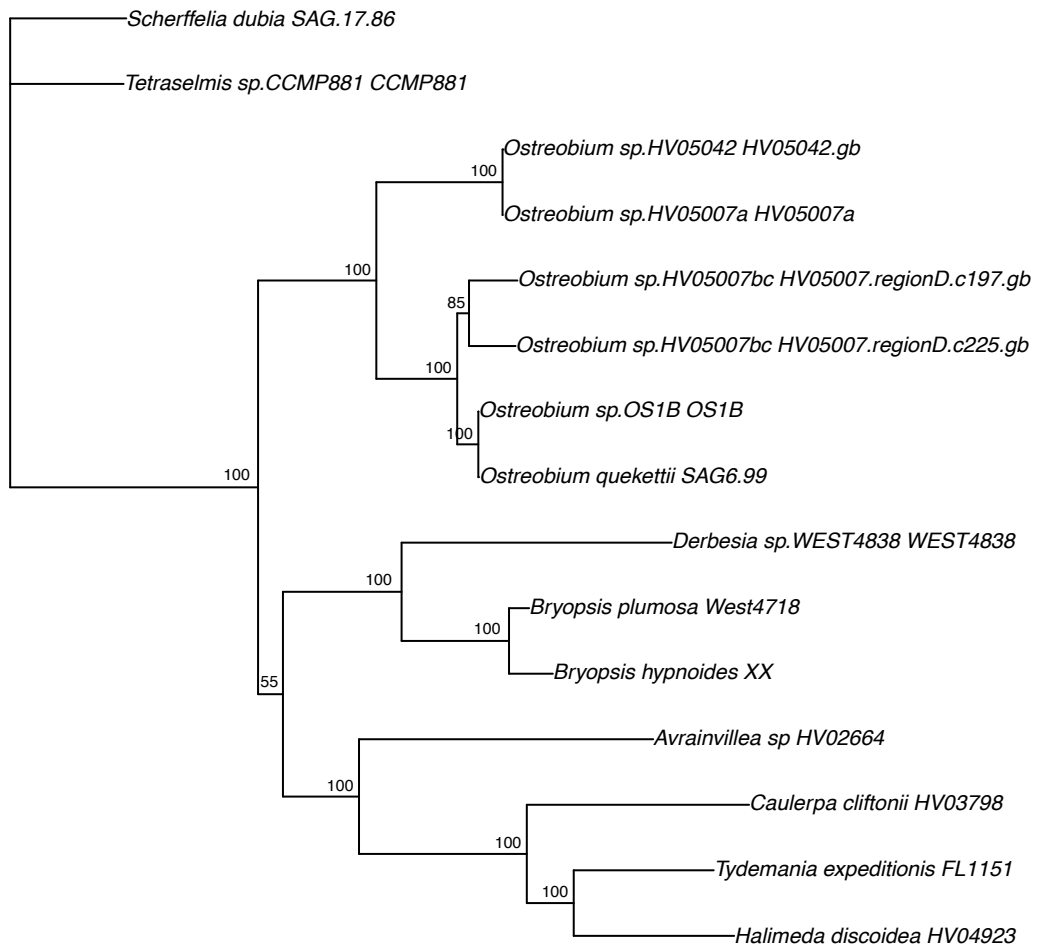 Scherffelia dubia SAG.17.86
Tetraselmis sp.CCMP881 CCMP881
Ostreobium sp.HV05042 HV05042.gb
100
Ostreobium sp.HV05007a HV05007a
100
Ostreobium sp.HV05007bc HV05007.regionD.c197.gb
85
Ostreobium sp.HV05007bc HV05007.regionD.c225.gb
100
Ostreobium sp.OS1B OS1B
100
Ostreobium quekettii SAG6.99
100
Derbesia sp.WEST4838 WEST4838
100
Bryopsis plumosa West4718
100
Bryopsis hypnoides XX
55
Avrainvillea sp HV02664
100
Caulerpa cliftonii HV03798
100
Tydemania expeditionis FL1151
100
Halimeda discoidea HV04923